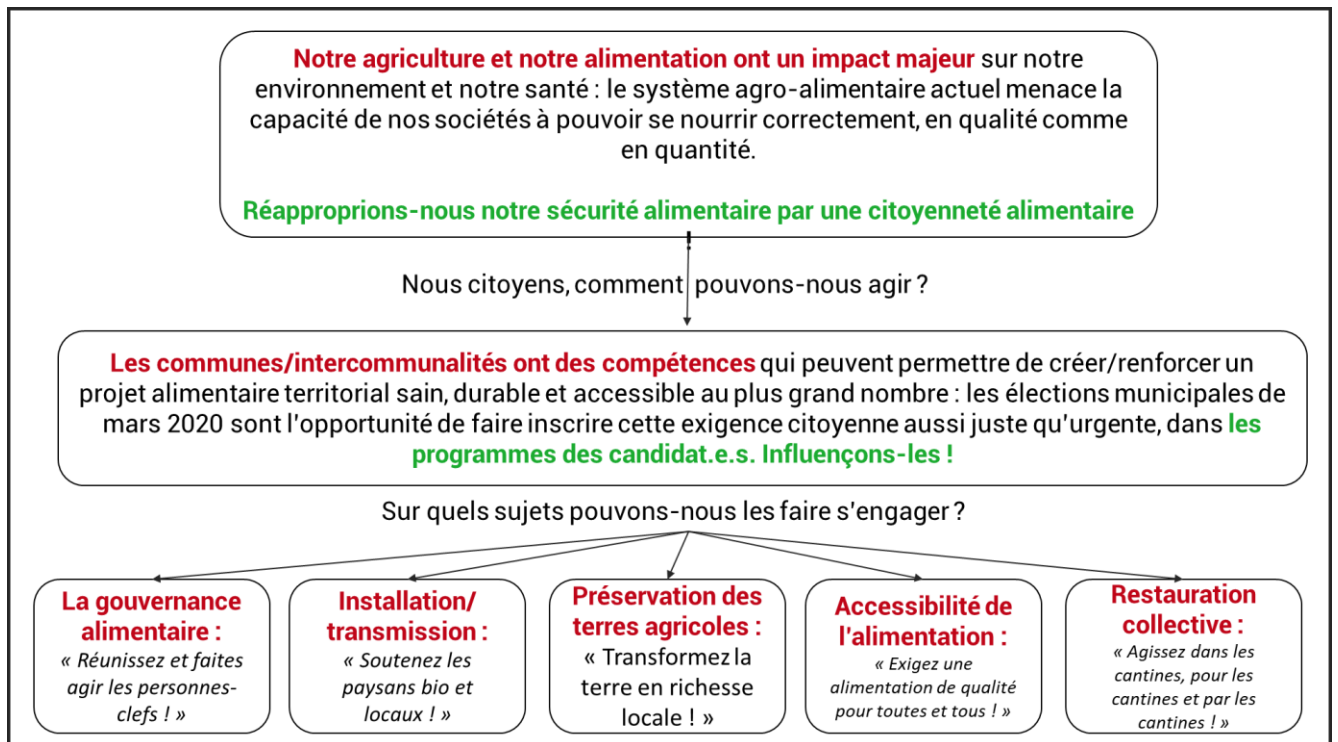 Notre agriculture et notre alimentation ont un impact majeur sur notre
environnement et notre santé : le système agro-alimentaire actuel menace la
capacité de nos sociétés à pouvoir se nourrir correctement, en qualité comme
en quantité.
Réapproprions-nous notre sécurité alimentaire par une citoyenneté alimentaire
!
Nous citoyens, comment pouvons-nous agir ?
Les communes/intercommunalités ont des compétences qui peuvent permettre de créer/renforcer un
projet alimentaire territorial sain, durable et accessible au plus grand nombre : les élections municipales de
mars 2020 sont l'opportunité de faire inscrire cette exigence citoyenne aussi juste qu'urgente, dans les
programmes des candidat.e.s. Influençons-les !
Sur quels sujets pouvons-nous les faire s'engager ?
La gouvernance
alimentaire :
« Réunissez et faites
agir les personnes-
clefs ! »
Installation/
transmission :
« Soutenez les
paysans bio et
locaux ! »
Préservation des
terres agricoles :
« Transformez la
terre en richesse
locale ! »
Accessibilité de
l'alimentation :
« Exigez une
alimentation de qualité
pour toutes et tous ! »
Restauration
collective :
« Agissez dans les
cantines, pour les
cantines et par les
cantines ! »